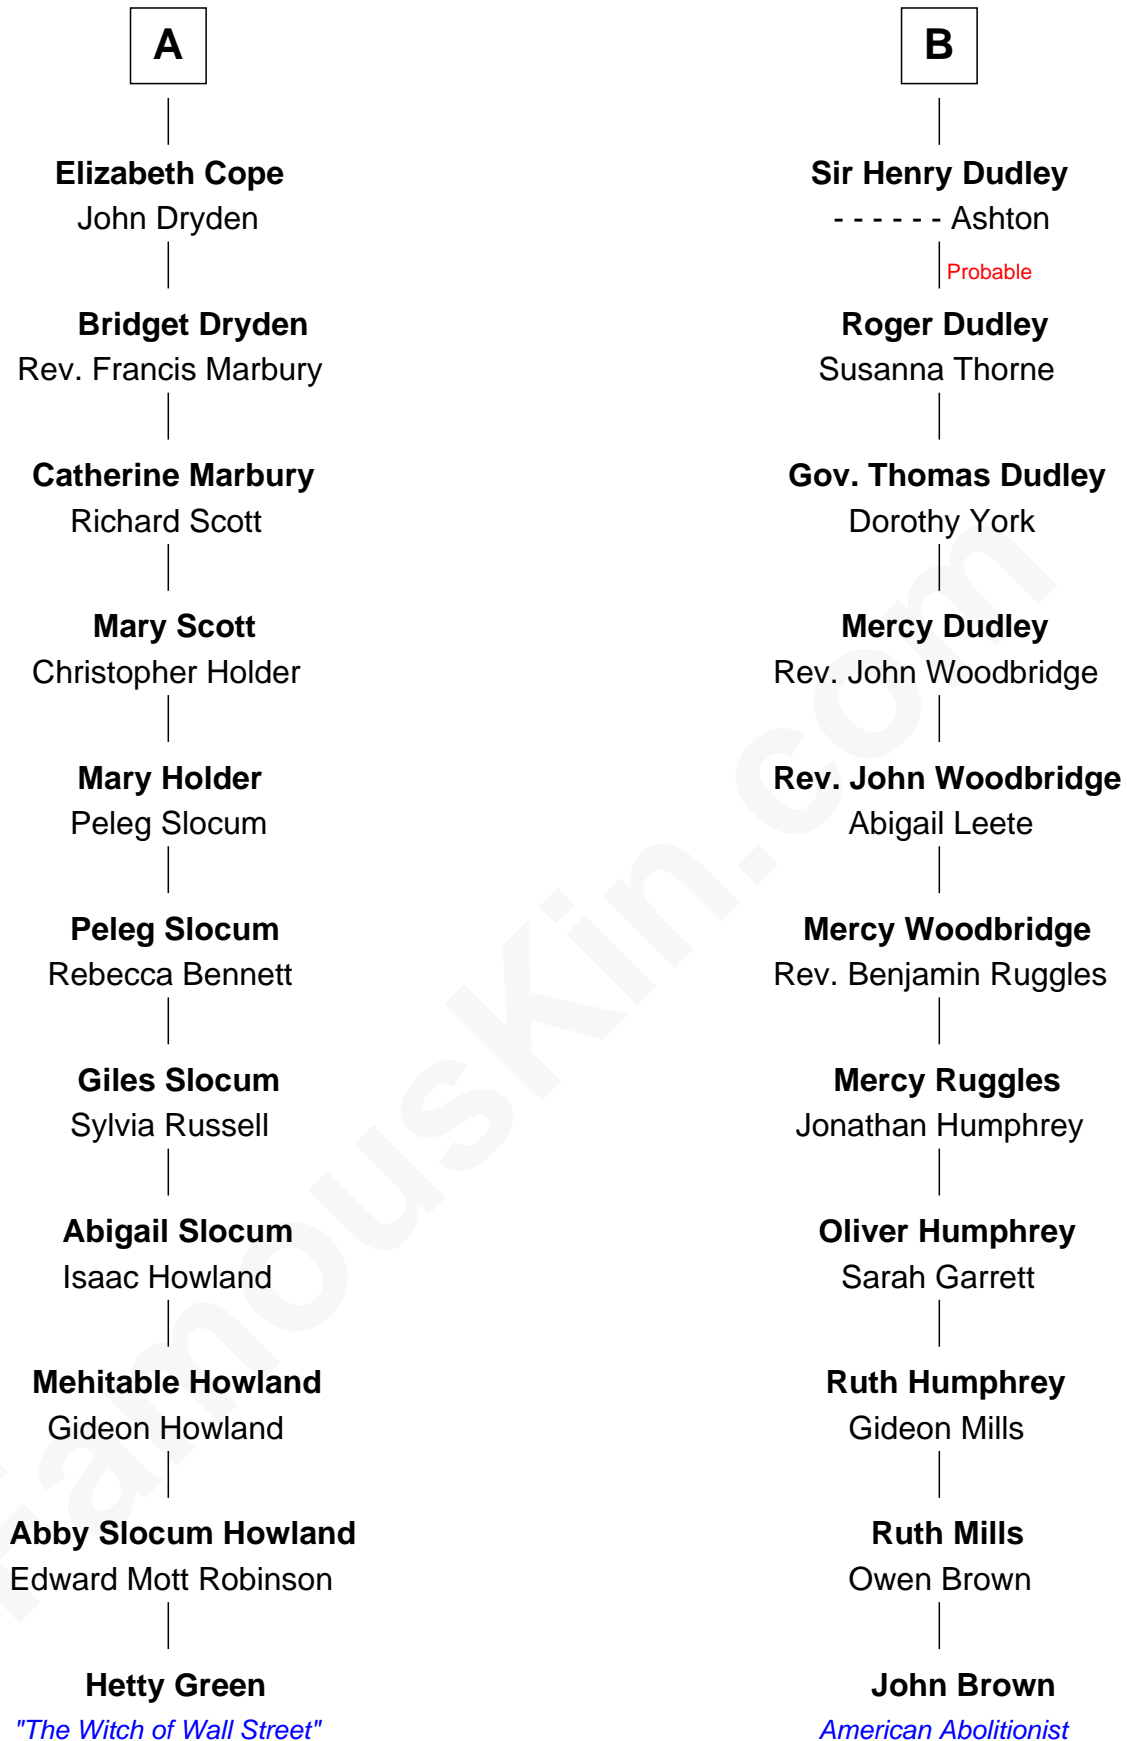 A
Elizabeth Cope
John Dryden
Bridget Dryden
Rev. Francis Marbury
Catherine Marbury
Richard Scott
Mary Scott
Christopher Holder
Mary Holder
Peleg Slocum
Peleg Slocum
Rebecca Bennett
Giles Slocum
Sylvia Russell
Abigail Slocum
Isaac Howland
Mehitable Howland
Gideon Howland
Abby Slocum Howland
Edward Mott Robinson
Hetty Green
"The Witch of Wall Street"
B
Sir Henry Dudley
- - - - - - Ashton
Probable
Roger Dudley
Susanna Thorne
Gov. Thomas Dudley
Dorothy York
Mercy Dudley
Rev. John Woodbridge
Rev. John Woodbridge
Abigail Leete
Mercy Woodbridge
Rev. Benjamin Ruggles
Mercy Ruggles
Jonathan Humphrey
Oliver Humphrey
Sarah Garrett
Ruth Humphrey
Gideon Mills
Ruth Mills
Owen Brown
John Brown
American Abolitionist
FamousKin.com